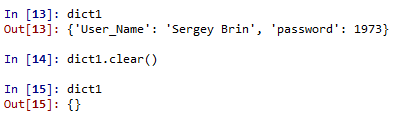 In [13]: dict1
Out[13]: {'User_Name': 'Sergey Brin', 'password': 1973}
In [14]: dict1.clear()
In [15]: dict1
Out[15]: {}